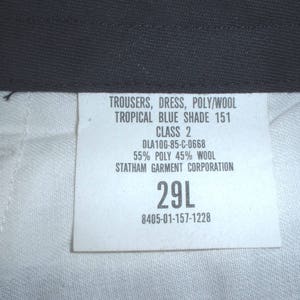 TROUSERS, DRESS, POLY/WOOL
TROPICAL BLUE SHADE 151
CLASS 2
DLA100-85-C-0668
55% POLY 45% WOOL
STATHAM GARMENT CORPORATION
29L
8405-01-157-1228